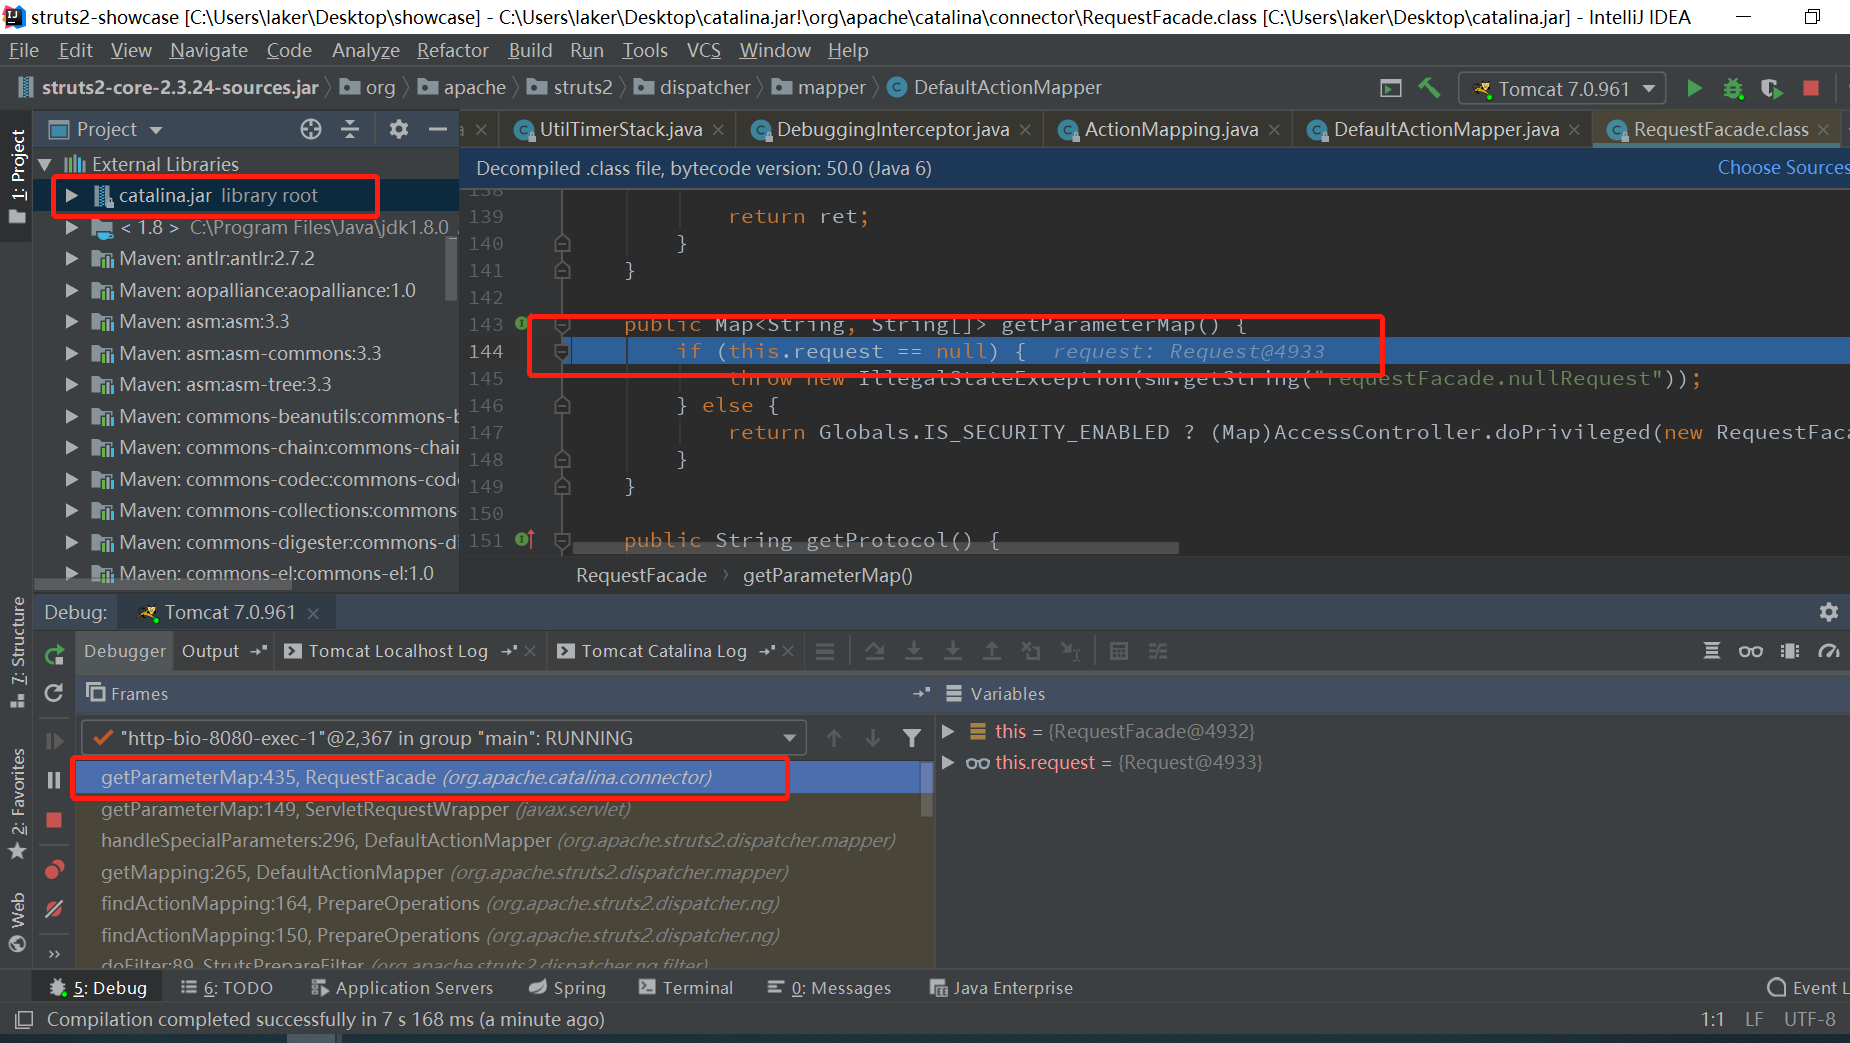 struts2-showcase [C:\Users\laker\Desktop\showcase] - C:\Users\laker\Desktop\catalina.jar!\org\apache\catalina\connector\RequestFacade.class [C:\Users\laker\Desktop\catalina.jar] - IntelliJ IDEA
File Edit View Navigate Code Analyze Refactor Build Run Tools VCS Window Help
struts2-core-2.3.24-sources.jar org apache struts2 dispatcher mapper DefaultActionMapper
Tomcat 7.0.961
1: Project
Project
UtilTimerStack.java DebuggingInterceptor.java ActionMapping.java DefaultActionMapper.java RequestFacade.class
External Libraries
catalina.jar library root
< 1.8 > C:\Program Files\Java\jdk1.8.0
Maven: antlr:antlr:2.7.2
Maven: aopalliance:aopalliance:1.0
Maven: asm:asm:3.3
Maven: asm:asm-commons:3.3
Maven: asm:asm-tree:3.3
Maven: commons-beanutils:commons-b
Maven: commons-chain:commons-chai
Maven: commons-codec:commons-cod
Maven: commons-collections:commons-
Maven: commons-digester:commons-di
Maven: commons-el:commons-el:1.0
Decompiled .class file, bytecode version: 50.0 (Java 6)
Choose Sources
138
139 return ret;
140 }
141 }
142
143 public Map<String, String[]> getParameterMap() {
144 if (this.request == null) { request: Request@4933
145 throw new IllegalStateException(sm.getString("requestFacade.nullRequest"));
146 } else {
147 return Globals.IS_SECURITY_ENABLED ? (Map)AccessController.doPrivileged(new RequestFac
148 }
149 }
150
151 public String getProtocol() {
RequestFacade › getParameterMap()
Debug: Tomcat 7.0.961
7: Structure
2: Favorites
Web
Debugger Output Tomcat Localhost Log Tomcat Catalina Log
Frames
"http-bio-8080-exec-1"@2,367 in group "main": RUNNING
getParameterMap:435, RequestFacade (org.apache.catalina.connector)
getParameterMap:149, ServletRequestWrapper (javax.servlet)
handleSpecialParameters:296, DefaultActionMapper (org.apache.struts2.dispatcher.mapper)
getMapping:265, DefaultActionMapper (org.apache.struts2.dispatcher.mapper)
findActionMapping:164, PrepareOperations (org.apache.struts2.dispatcher.ng)
findActionMapping:150, PrepareOperations (org.apache.struts2.dispatcher.ng)
doFilter:89, StrutsPrepareFilter (org.apache.struts2.dispatcher.ng.filter)
Variables
this = {RequestFacade@4932}
this.request = {Request@4933}
5: Debug 6: TODO Application Servers Spring Terminal 0: Messages Java Enterprise Event L
Compilation completed successfully in 7 s 168 ms (a minute ago)
1:1 LF UTF-8